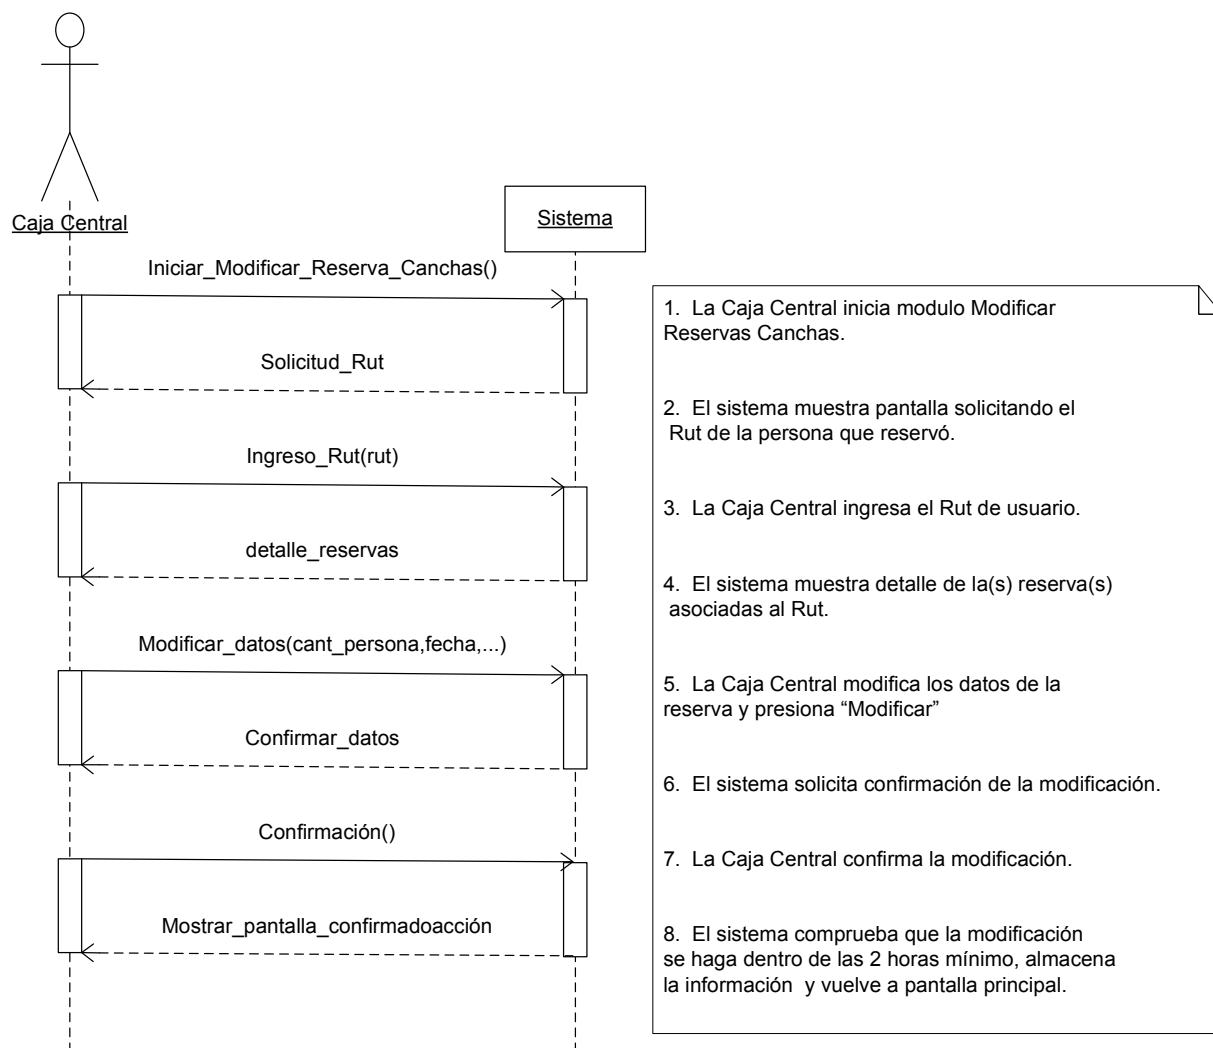 Caja Central
Sistema
Iniciar_Modificar_Reserva_Canchas()
Solicitud_Rut
Ingreso_Rut(rut)
detalle_reservas
Modificar_datos(cant_persona,fecha,...)
Confirmar_datos
Confirmación()
Mostrar_pantalla_confirmadoacción
1. La Caja Central inicia modulo Modificar
Reservas Canchas.
2. El sistema muestra pantalla solicitando el
Rut de la persona que reservó.
3. La Caja Central ingresa el Rut de usuario.
4. El sistema muestra detalle de la(s) reserva(s)
asociadas al Rut.
5. La Caja Central modifica los datos de la
reserva y presiona “Modificar”
6. El sistema solicita confirmación de la modificación.
7. La Caja Central confirma la modificación.
8. El sistema comprueba que la modificación
se haga dentro de las 2 horas mínimo, almacena
la información y vuelve a pantalla principal.